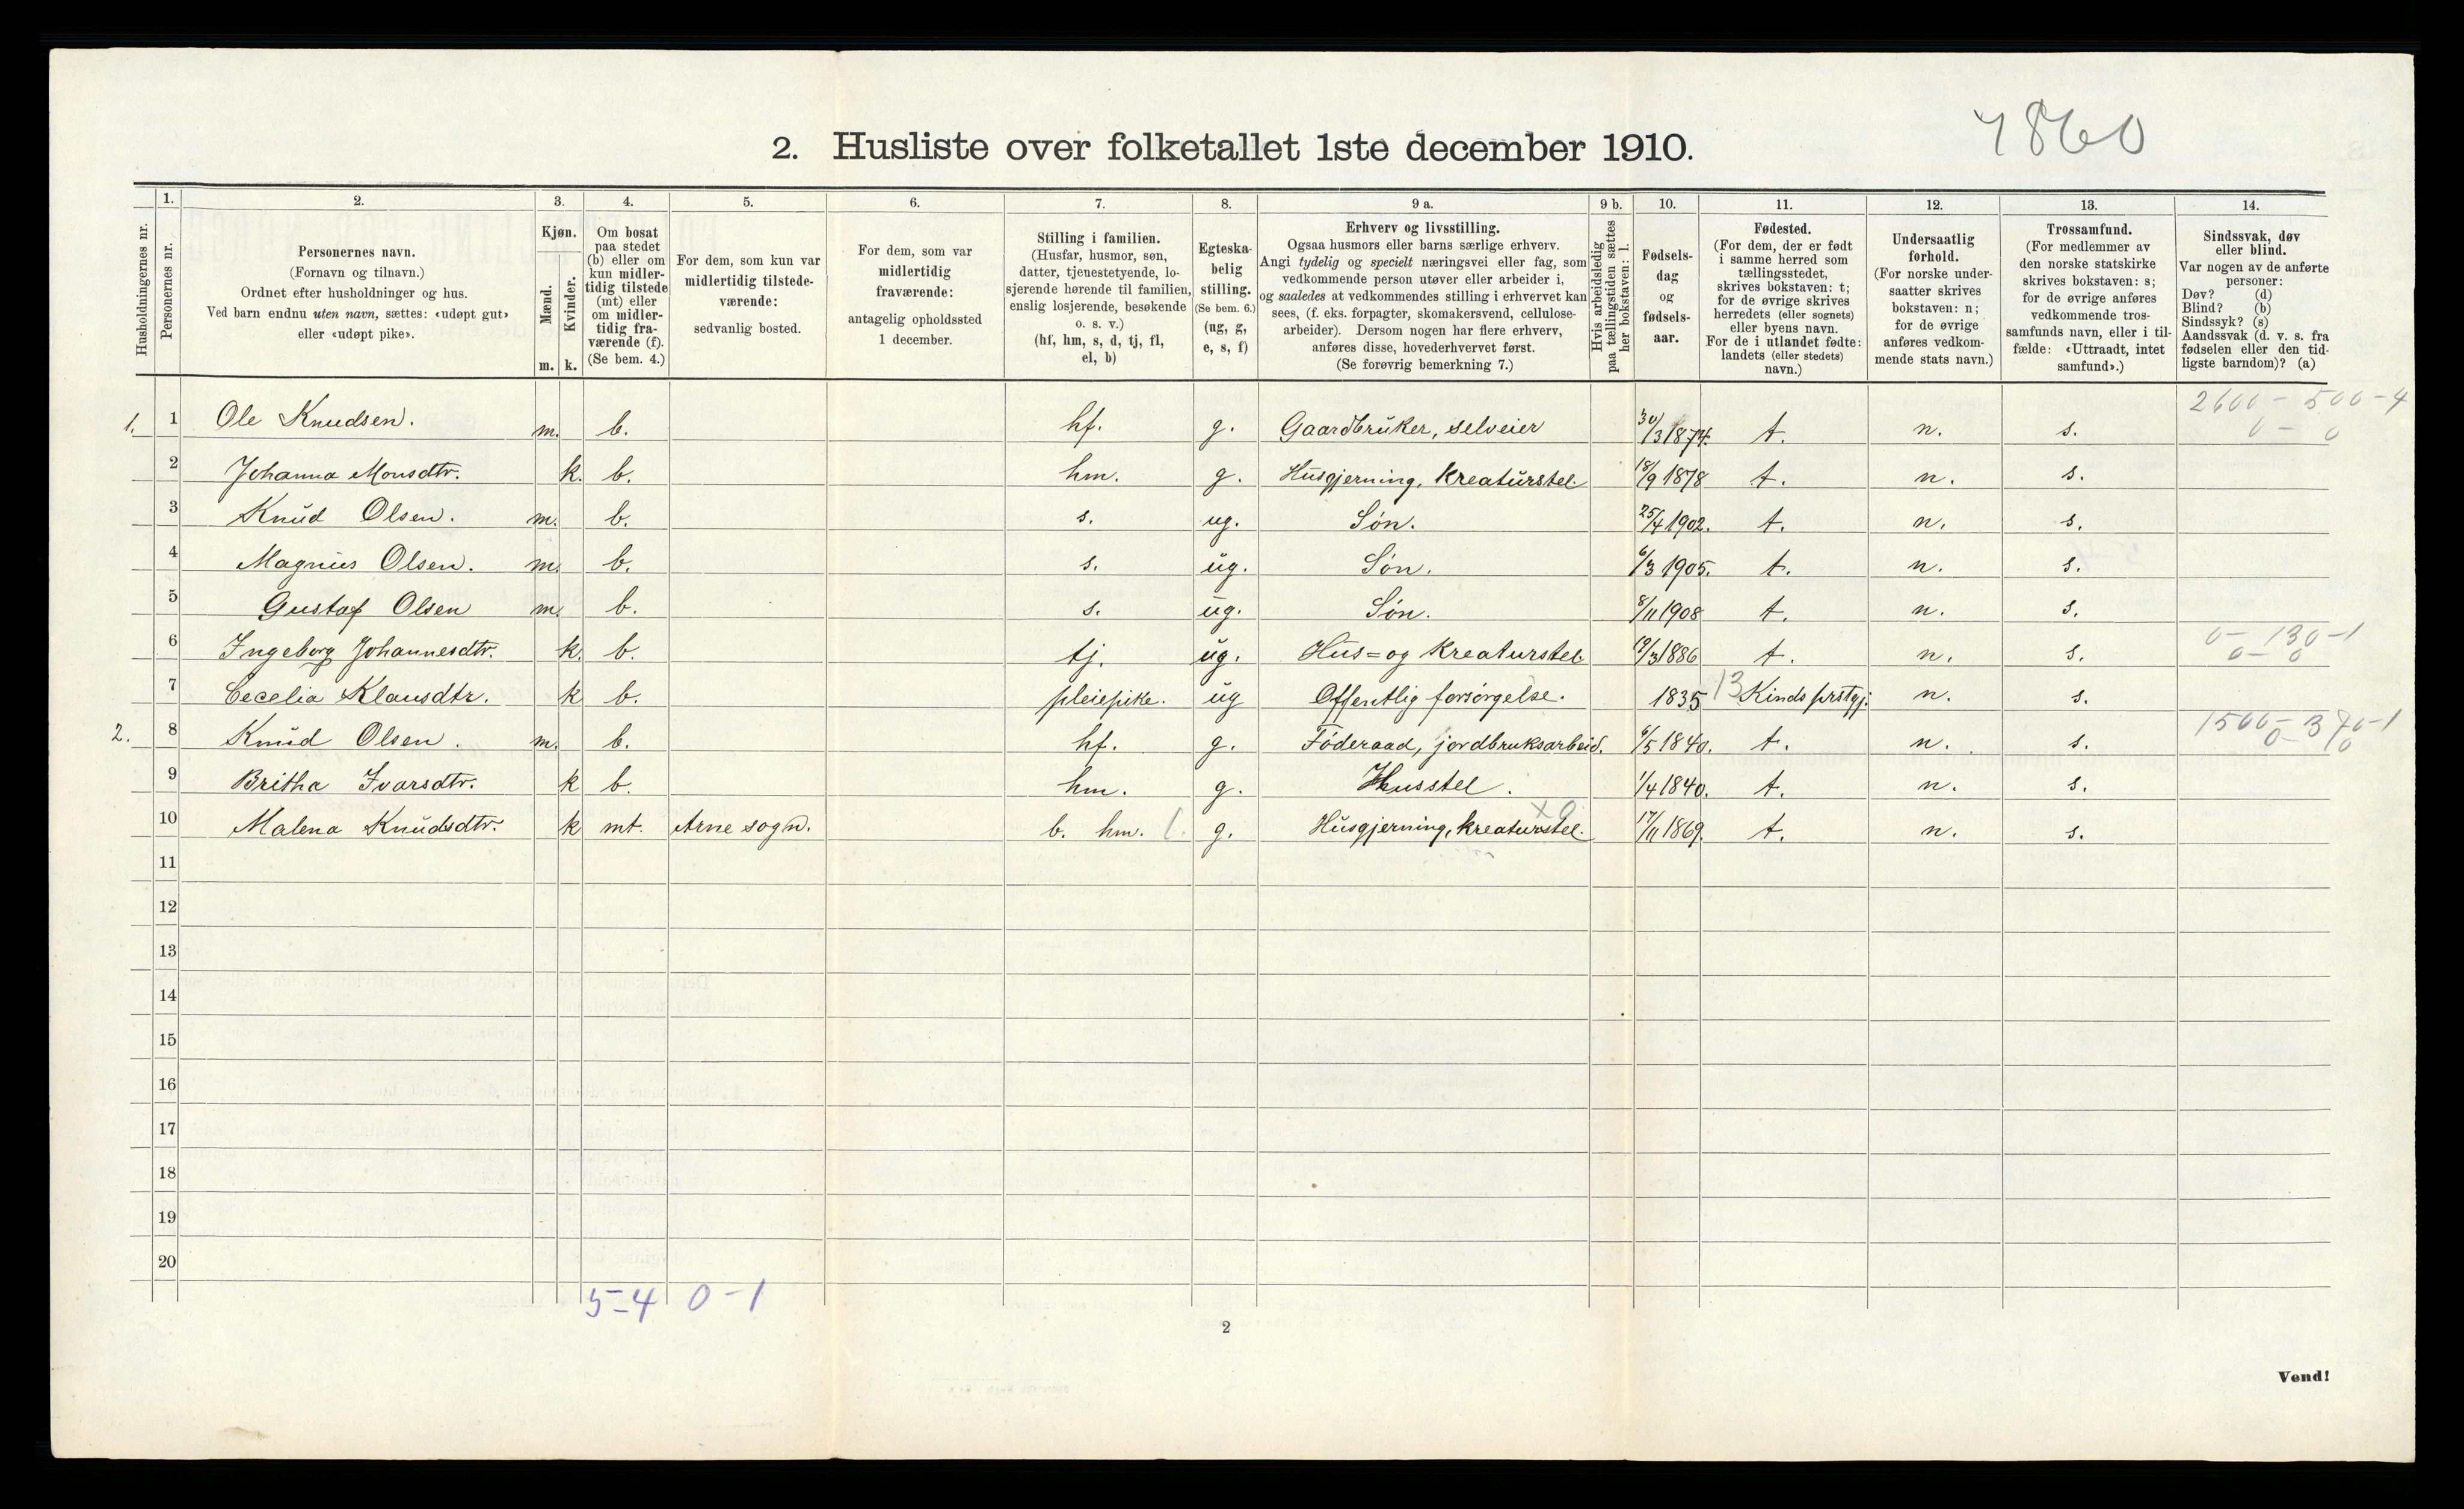 7860
2. Husliste over folketallet 1ste december 1910.
Husholdningernes nr.
1. Personernes nr.
2. Personernes navn. (Fornavn og tilnavn.) Ordnet efter husholdninger og hus. Ved barn endnu uten navn, sættes: «udøpt gut» eller «udøpt pike».
3. Kjøn. Mænd. m. Kvinder. k.
4. Om bosat paa stedet (b) eller om kun midlertidig tilstede (mt) eller om midlertidig fraværende (f). (Se bem. 4.)
5. For dem, som kun var midlertidig tilstedeværende: sedvanlig bosted.
6. For dem, som var midlertidig fraværende: antagelig opholdssted 1 december.
7. Stilling i familien. (Husfar, husmor, søn, datter, tjenestetyende, losjerende hørende til familien, enslig losjerende, besøkende o. s. v.) (hf, hm, s, d, tj, fl, el, b)
8. Egteskabelig stilling. (Se bem. 6.) (ug, g, e, s, f)
9 a. Erhverv og livsstilling. Ogsaa husmors eller barns særlige erhverv. Angi tydelig og specielt næringsvei eller fag, som vedkommende person utøver eller arbeider i, og saaledes at vedkommendes stilling i erhvervet kan sees, (f. eks. forpagter, skomakersvend, cellulosearbeider). Dersom nogen har flere erhverv, anføres disse, hovederhvervet først. (Se forøvrig bemerkning 7.)
9 b. Hvis arbeidsledig paa tællingstiden sættes her bokstaven: l.
10. Fødselsdag og fødselsaar.
11. Fødested. (For dem, der er født i samme herred som tællingsstedet, skrives bokstaven: t; for de øvrige skrives herredets (eller sognets) eller byens navn. For de i utlandet fødte: landets (eller stedets) navn.)
12. Undersaatlig forhold. (For norske undersaatter skrives bokstaven: n; for de øvrige anføres vedkommende stats navn.)
13. Trossamfund. (For medlemmer av den norske statskirke skrives bokstaven: s; for de øvrige anføres vedkommende trossamfunds navn, eller i tilfælde: «Uttraadt, intet samfund».)
14. Sindssvak, døv eller blind. Var nogen av de anførte personer: Døv? (d) Blind? (b) Sindssyk? (s) Aandssvak (d. v. s. fra fødselen eller den tidligste barndom)? (a)
2600 - 500 - 4
1. 1 Ole Knudsen. m. b. hf. g. Gaardbruker, selveier 30/3 1874. t. n. s. 0 - 0
2 Johanna Monsdtr. k. b. hm. g. Husgjerning, kreaturstel. 18/9 1878 t. n. s.
3 Knud Olsen. m. b. s. ug. Søn. 25/4 1902. t. n. s.
4 Magnus Olsen. m. b. s. ug. Søn. 6/3 1905. t. n. s.
5 Gustaf Olsen m. b. s. ug. Søn. 8/11 1908 t. n. s.
6 Ingeborg Johannesdtr. k. b. tj. ug. Hus= og kreaturstel. /3 1886 t. n. s. 0 - 130 - 1 0 - 0
7 Cecelia Klausdtr. k b. pleiepike. ug Offentlig forsørgelse. 1835 13 Kinds prstgj. n. s.
2. 8 Knud Olsen. m. b. hf. g. Føderaad, jordbruksarbeid. 6/5 1840. t. n. s. 1500 - 370 - 1 0 - 0
9 Britha Ivarsdtr. k b. hm. g. Husstel. 1/4 1840. t. n. s.
10 Malena Knudsdtr. k mt. Arne sogn. b. hm. g. Husgjerning, kreaturstel. x0 17/11 1869. t. n. s.
11
12
13
14
15
16
17
18
19
20
5-4 0-1
2
Vend!